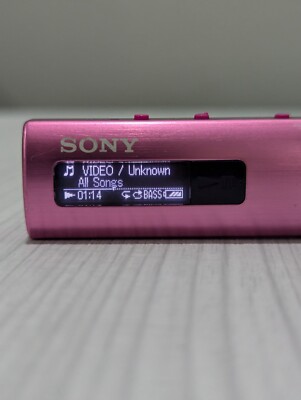 SONY
VIDEO / Unknown
All Songs
01:14 BASS